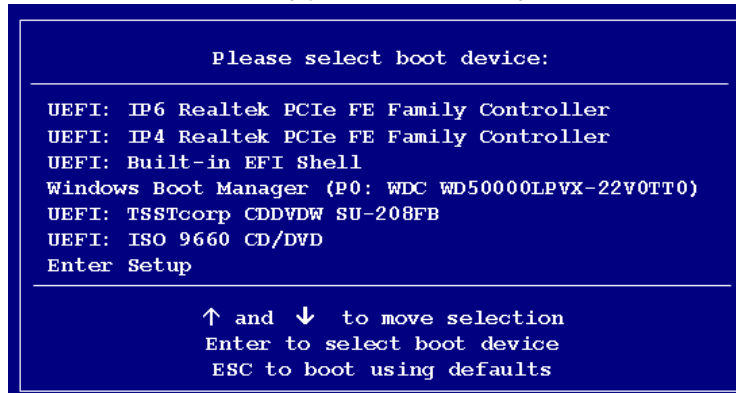 Please select boot device:
UEFI: IP6 Realtek PCIe FE Family Controller
UEFI: IP4 Realtek PCIe FE Family Controller
UEFI: Built-in EFI Shell
Windows Boot Manager (P0: WDC WD50000LPVX-22V0TT0)
UEFI: TSSTcorp CDDVDW SU-208FB
UEFI: ISO 9660 CD/DVD
Enter Setup
↑ and ↓ to move selection
Enter to select boot device
ESC to boot using defaults